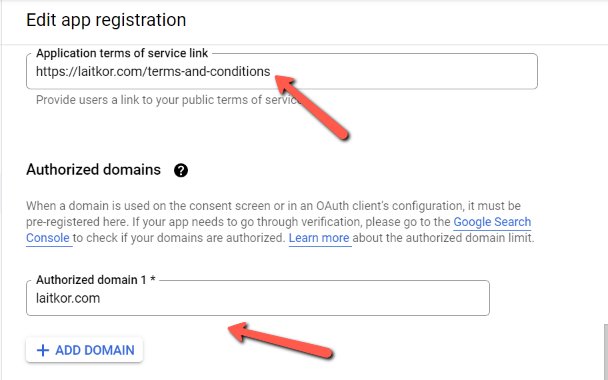 Edit app registration
Application terms of service link
https://laitkor.com/terms-and-conditions
Provide users a link to your public terms of service
Authorized domains ?
When a domain is used on the consent screen or in an OAuth client's configuration, it must be
pre-registered here. If your app needs to go through verification, please go to the Google Search
Console to check if your domains are authorized. Learn more about the authorized domain limit.
Authorized domain 1 *
laitkor.com
+ ADD DOMAIN